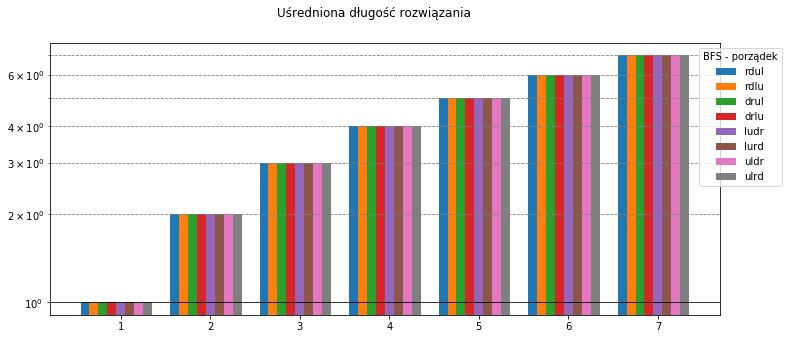 Uśredniona długość rozwiązania
6 × 10⁰
4 × 10⁰
3 × 10⁰
2 × 10⁰
10⁰
1 2 3 4 5 6 7
BFS - porządek
rdul
rdlu
drul
drlu
ludr
lurd
uldr
ulrd